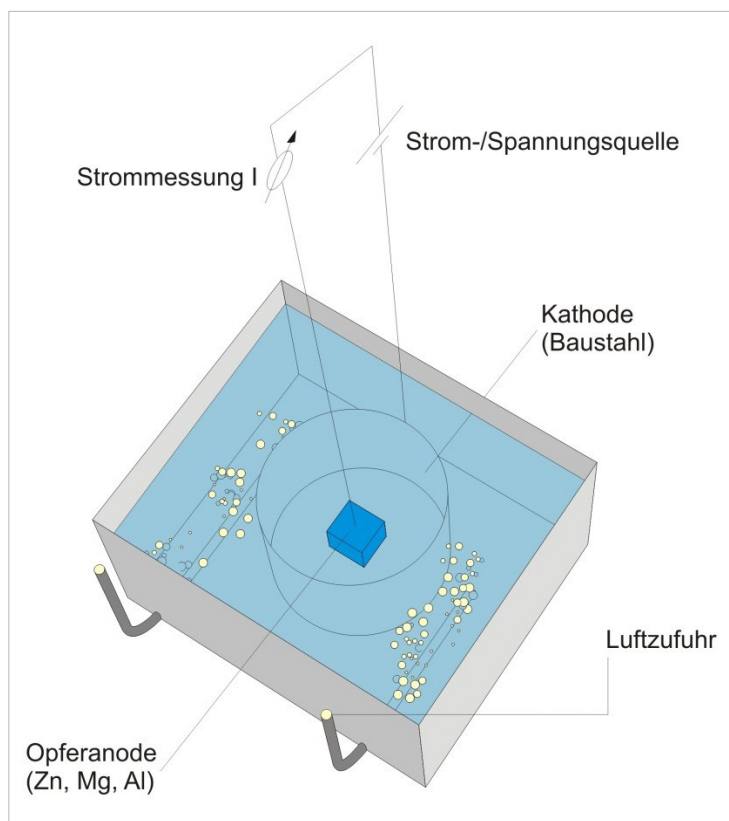 Strom-/Spannungsquelle
Strommessung I
Kathode
(Baustahl)
Luftzufuhr
Opferanode
(Zn, Mg, Al)